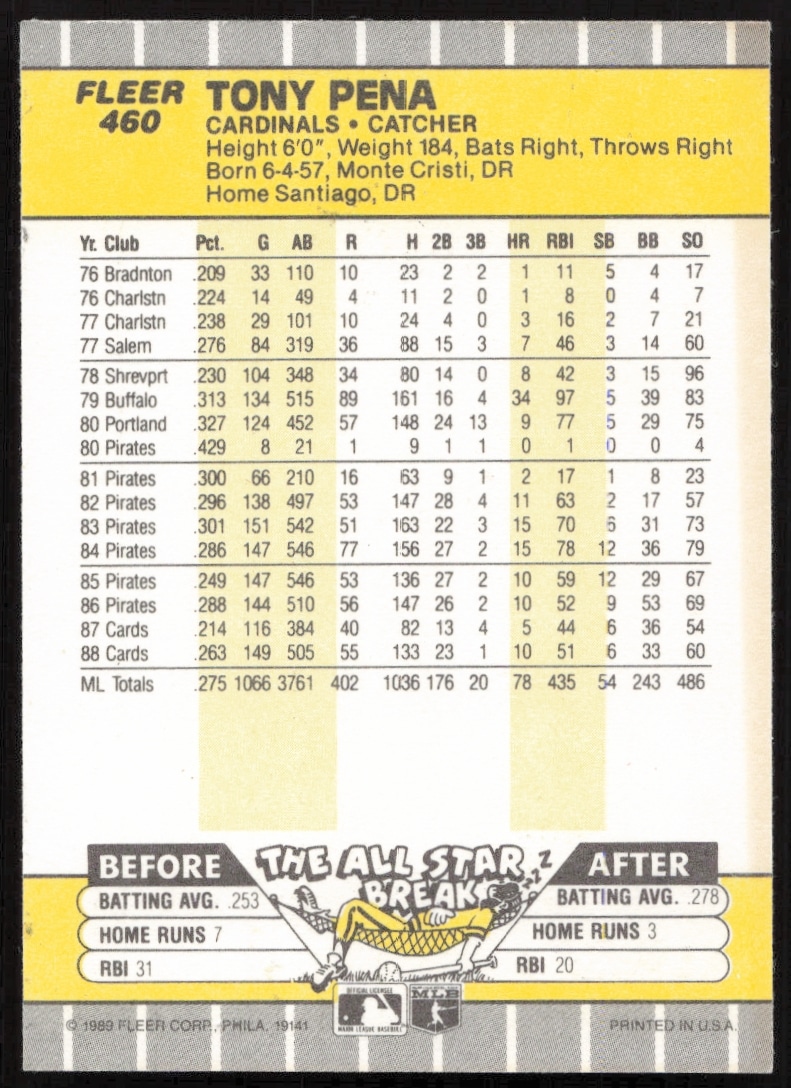 FLEER
460
TONY PENA
CARDINALS • CATCHER
Height 6'0", Weight 184, Bats Right, Throws Right
Born 6-4-57, Monte Cristi, DR
Home Santiago, DR
Yr. Club Pct. G AB R H 2B 3B HR RBI SB BB SO
76 Bradnton .209 33 110 10 23 2 2 1 11 5 4 17
76 Charlstn .224 14 49 4 11 2 0 1 8 0 4 7
77 Charlstn .238 29 101 10 24 4 0 3 16 2 7 21
77 Salem .276 84 319 36 88 15 3 7 46 3 14 60
78 Shrevprt .230 104 348 34 80 14 0 8 42 3 15 96
79 Buffalo .313 134 515 89 161 16 4 34 97 5 39 83
80 Portland .327 124 452 57 148 24 13 9 77 5 29 75
80 Pirates .429 8 21 1 9 1 1 0 1 0 0 4
81 Pirates .300 66 210 16 63 9 1 2 17 1 8 23
82 Pirates .296 138 497 53 147 28 4 11 63 2 17 57
83 Pirates .301 151 542 51 163 22 3 15 70 6 31 73
84 Pirates .286 147 546 77 156 27 2 15 78 12 36 79
85 Pirates .249 147 546 53 136 27 2 10 59 12 29 67
86 Pirates .288 144 510 56 147 26 2 10 52 9 53 69
87 Cards .214 116 384 40 82 13 4 5 44 6 36 54
88 Cards .263 149 505 55 133 23 1 10 51 6 33 60
ML Totals .275 1066 3761 402 1036 176 20 78 435 54 243 486
BEFORE THE ALL STAR BREAK ZZZ AFTER
BATTING AVG. .253 BATTING AVG. .278
HOME RUNS 7 HOME RUNS 3
RBI 31 RBI 20
OFFICIAL LICENSEE
MAJOR LEAGUE BASEBALL
MLB
© 1989 FLEER CORP., PHILA. 19141 PRINTED IN U.S.A.